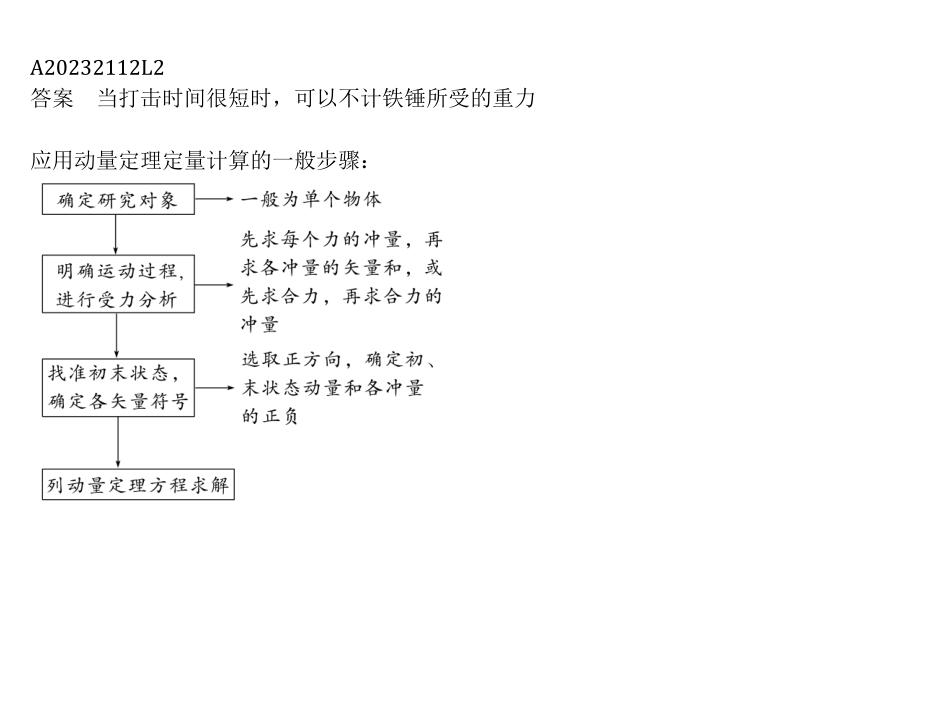 A20232112L2
答案　当打击时间很短时，可以不计铁锤所受的重力
应用动量定理定量计算的一般步骤：
确定研究对象
一般为单个物体
明确运动过程，
进行受力分析
先求每个力的冲量，再
求各冲量的矢量和，或
先求合力，再求合力的
冲量
找准初末状态，
确定各矢量符号
选取正方向，确定初、
末状态动量和各冲量
的正负
列动量定理方程求解